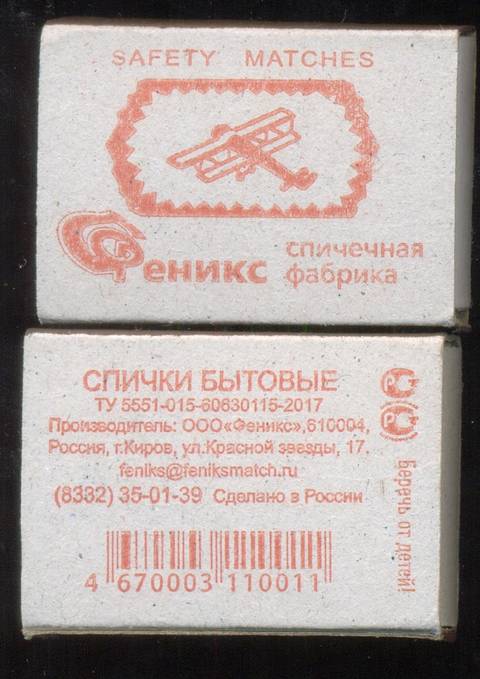 SAFETY MATCHES
Феникс
спичечная
фабрика
СПИЧКИ БЫТОВЫЕ
ТУ 5551-015-60630115-2017
Производитель: ООО«Феникс»,610004,
Россия, г.Киров, ул.Красной звезды, 17.
feniks@feniksmatch.ru
(8332) 35-01-39 Сделано в России
4 670003 110011
Беречь от детей!